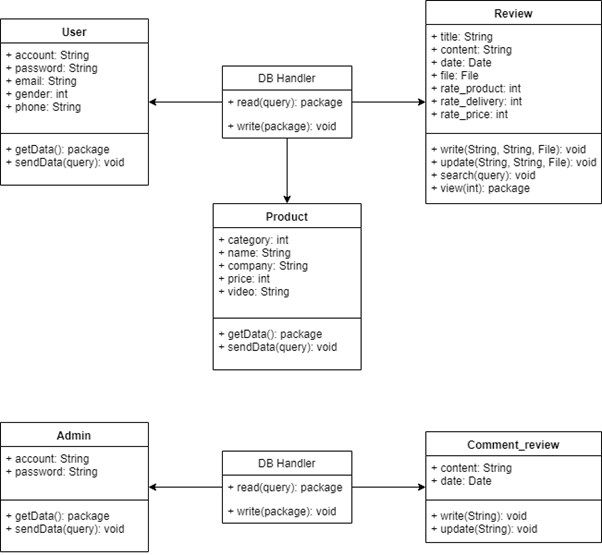 User
+ account: String
+ password: String
+ email: String
+ gender: int
+ phone: String
+ getData(): package
+ sendData(query): void
DB Handler
+ read(query): package
+ write(package): void
Review
+ title: String
+ content: String
+ date: Date
+ file: File
+ rate_product: int
+ rate_delivery: int
+ rate_price: int
+ write(String, String, File): void
+ update(String, String, File): void
+ search(query): void
+ view(int): package
Product
+ category: int
+ name: String
+ company: String
+ price: int
+ video: String
+ getData(): package
+ sendData(query): void
Admin
+ account: String
+ password: String
+ getData(): package
+ sendData(query): void
DB Handler
+ read(query): package
+ write(package): void
Comment_review
+ content: String
+ date: Date
+ write(String): void
+ update(String): void